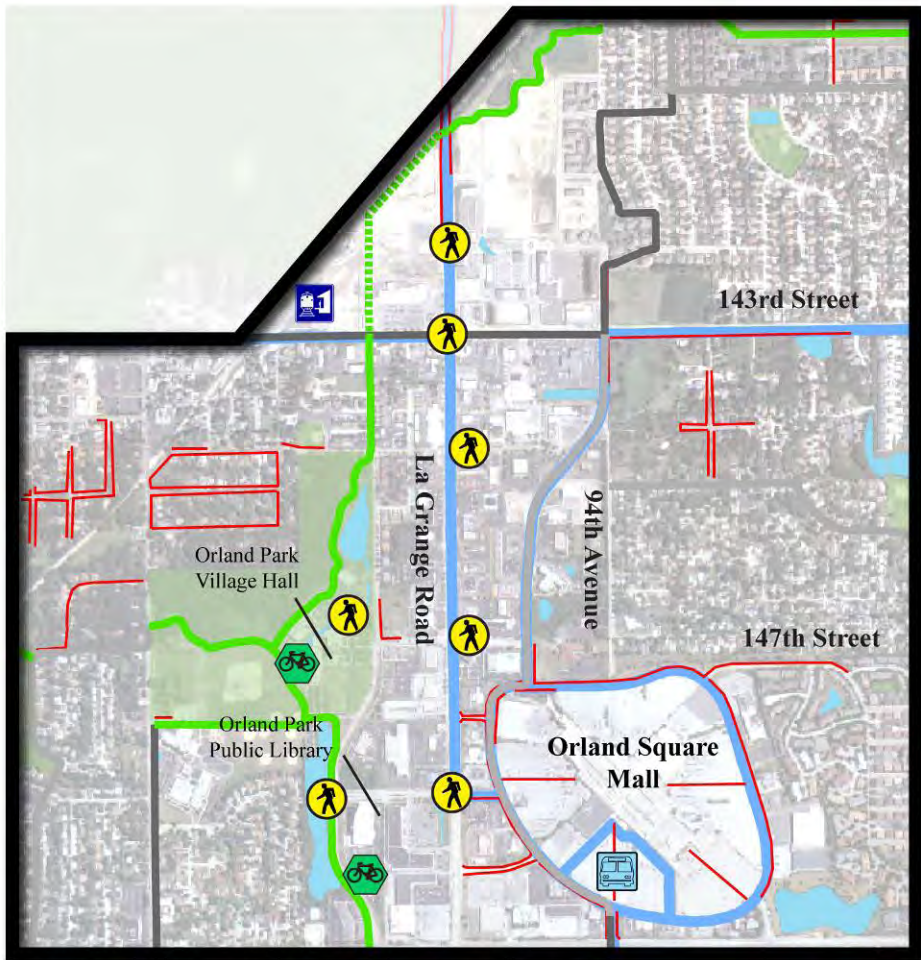 143rd Street
La Grange Road
94th Avenue
Orland Park
Village Hall
147th Street
Orland Park
Public Library
Orland Square
Mall